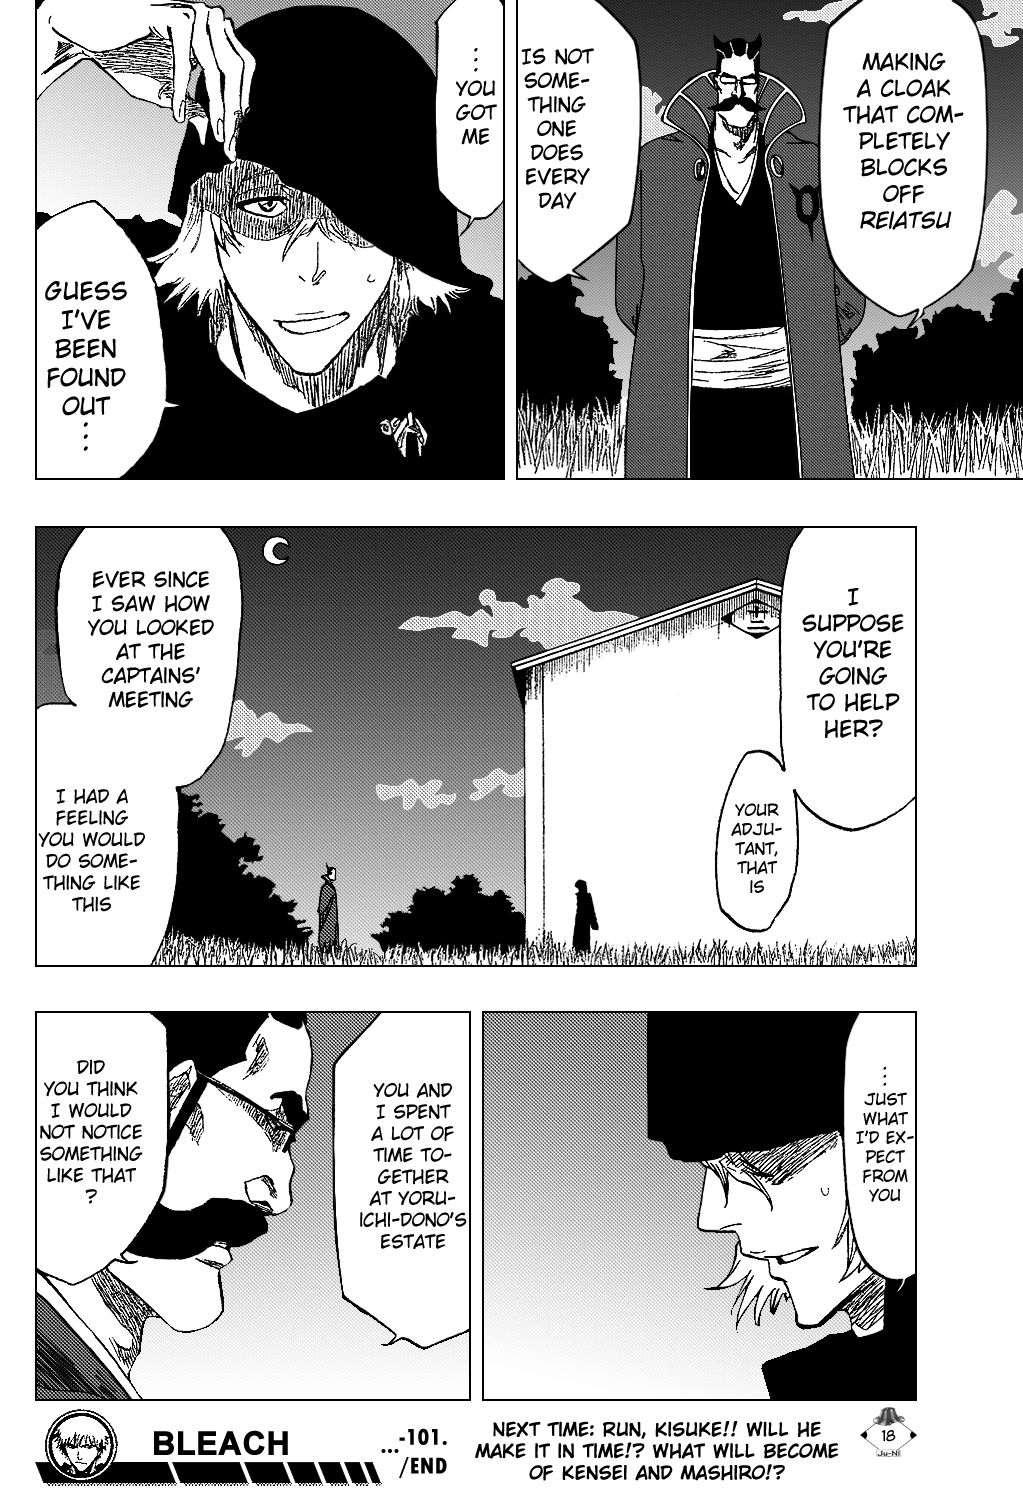 MAKING
A CLOAK
THAT COM-
PLETELY
BLOCKS
OFF
REIATSU
IS NOT
SOME-
THING
ONE
DOES
EVERY
DAY
...
YOU
GOT
ME
GUESS
I'VE
BEEN
FOUND
OUT
...
I
SUPPOSE
YOU'RE
GOING
TO HELP
HER?
YOUR
ADJU-
TANT,
THAT
IS
EVER SINCE
I SAW HOW
YOU LOOKED
AT THE
CAPTAINS'
MEETING
I HAD A
FEELING
YOU WOULD
DO SOME-
THING LIKE
THIS
...
JUST
WHAT
I'D EX-
PECT
FROM
YOU
YOU AND
I SPENT
A LOT OF
TIME TO-
GETHER
AT YORU-
ICHI-DONO'S
ESTATE
DID
YOU THINK
I WOULD
NOT NOTICE
SOMETHING
LIKE THAT
?
BLEACH
...-101.
/END
NEXT TIME: RUN, KISUKE!! WILL HE
MAKE IT IN TIME!? WHAT WILL BECOME
OF KENSEI AND MASHIRO!?
18
JU-NI